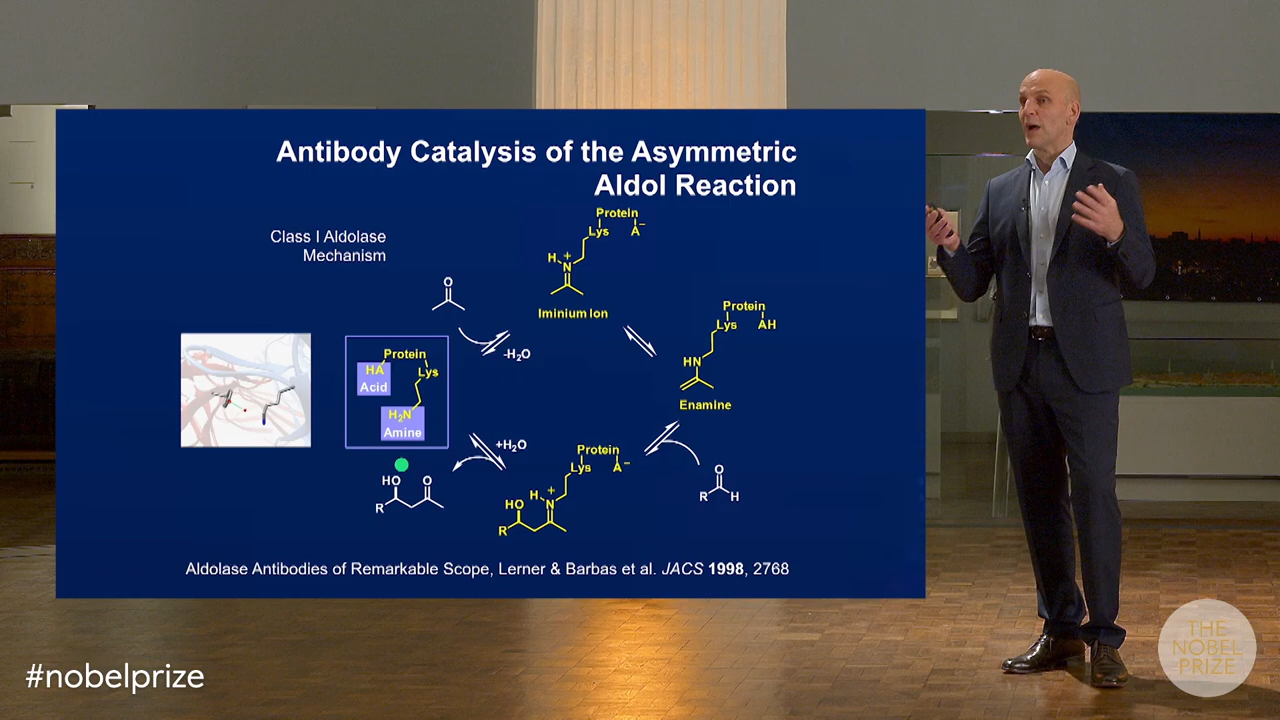 Antibody Catalysis of the Asymmetric
Aldol Reaction
Class I Aldolase
Mechanism
Protein
Lys A⁻
H + N
Iminium Ion
O
-H₂O
Protein
Lys AH
HN
Enamine
Protein
HA Lys
Acid
H₂N
Amine
+H₂O
Protein
Lys A⁻
HO H + N
R
O
R H
HO O
R
Aldolase Antibodies of Remarkable Scope, Lerner & Barbas et al. JACS 1998, 2768
#nobelprize
THE
NOBEL
PRIZE